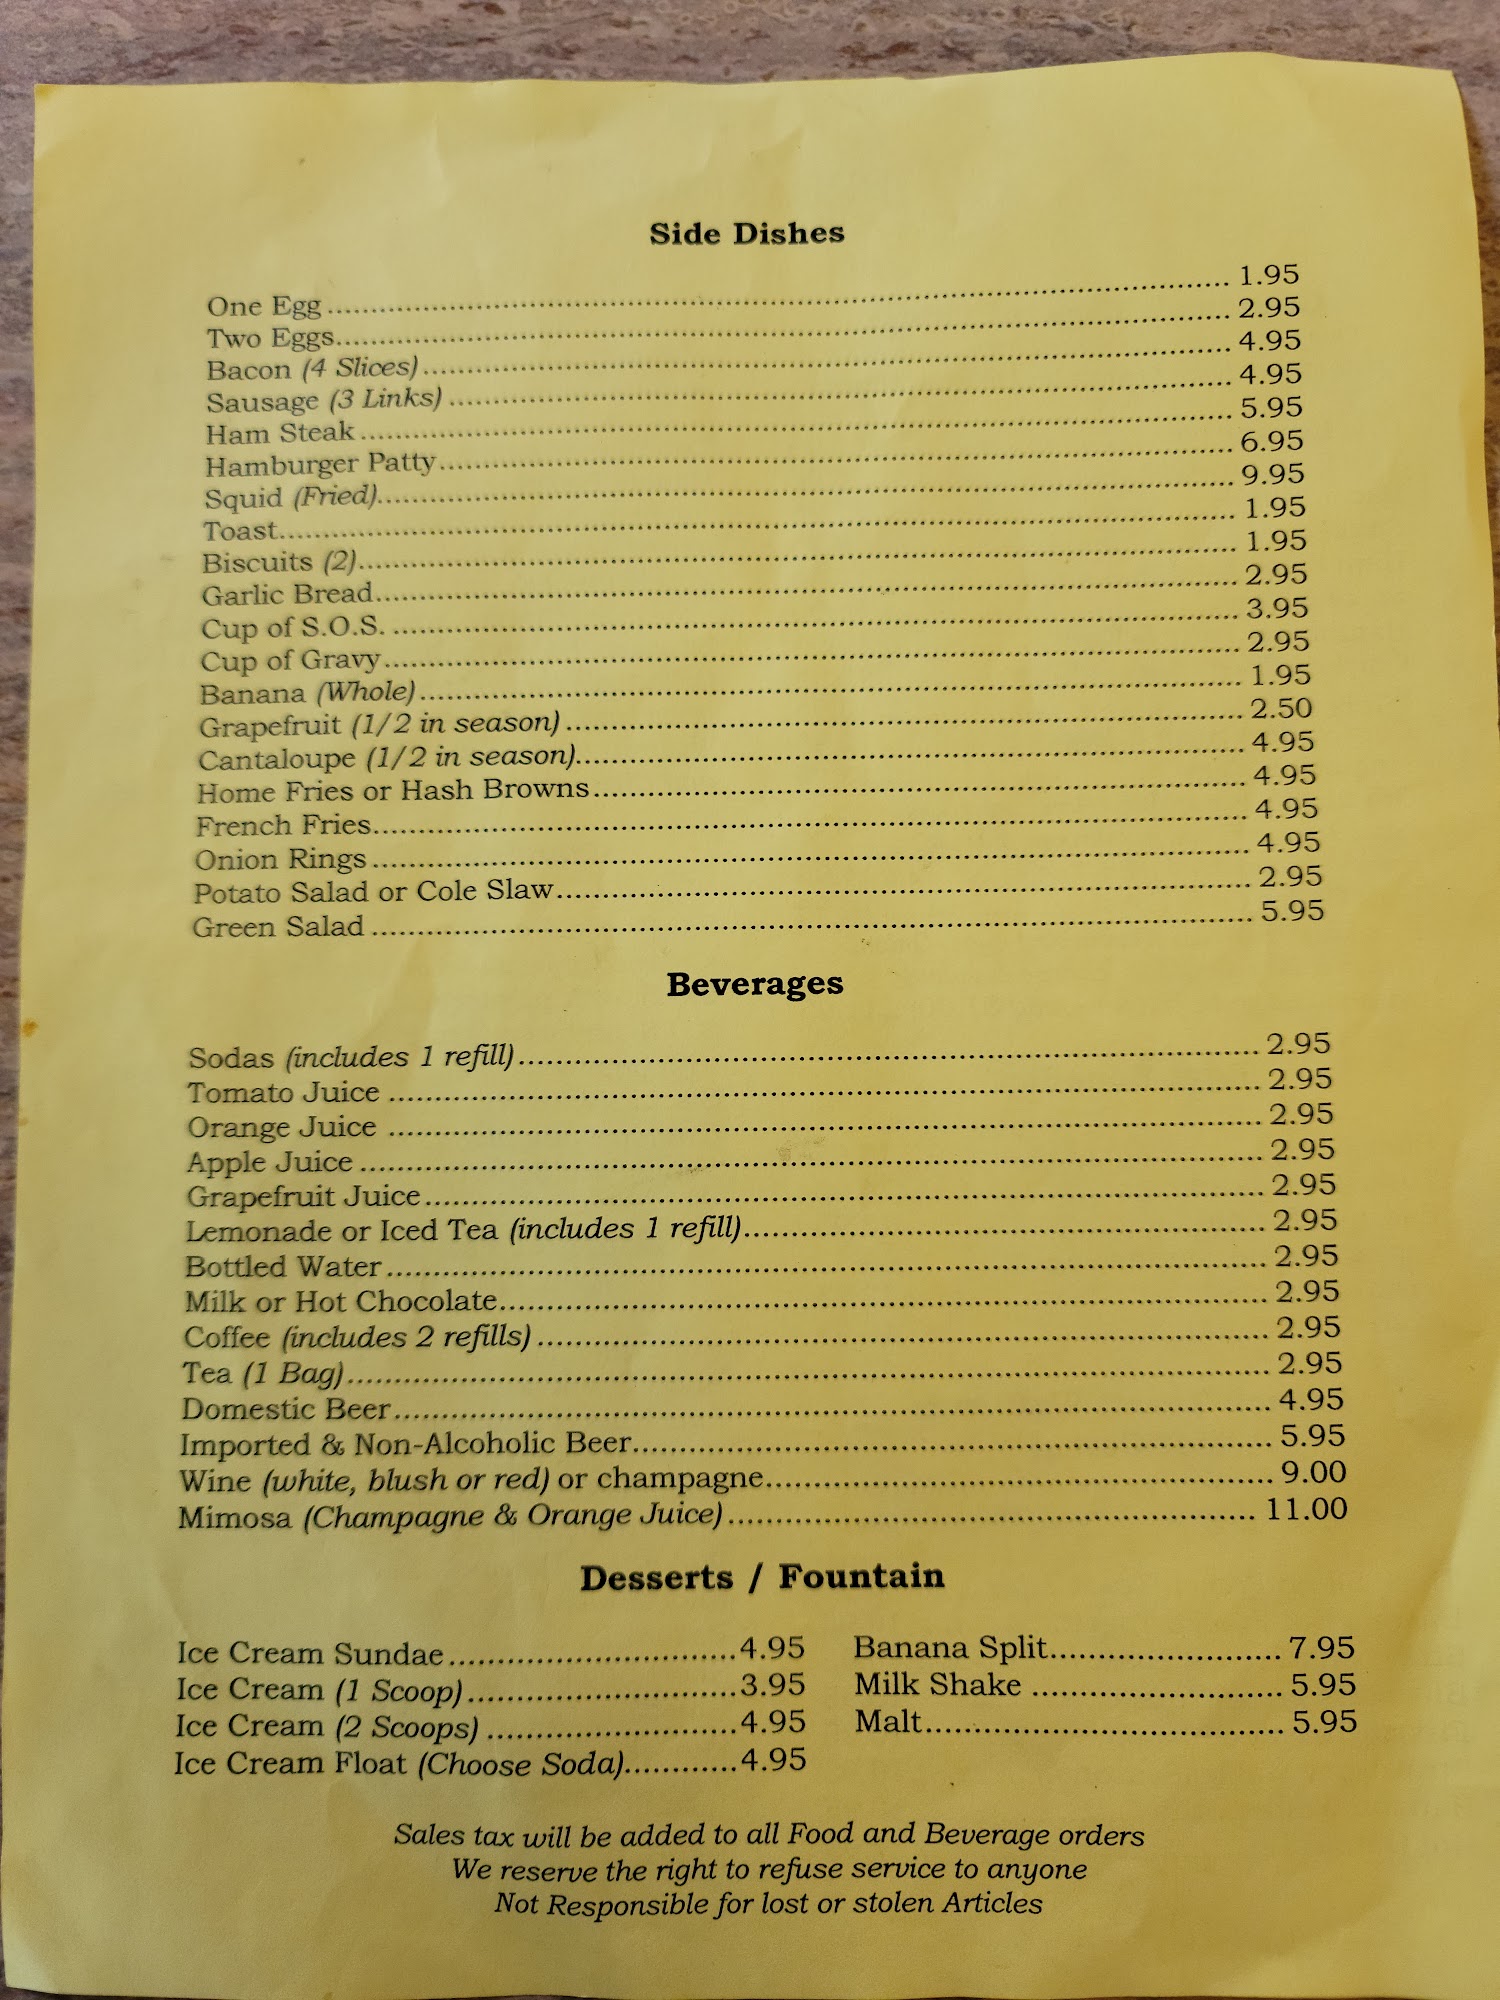 Side Dishes
One Egg 1.95
Two Eggs 2.95
Bacon (4 Slices) 4.95
Sausage (3 Links) 4.95
Ham Steak 5.95
Hamburger Patty 6.95
Squid (Fried) 9.95
Toast 1.95
Biscuits (2) 1.95
Garlic Bread 2.95
Cup of S.O.S. 3.95
Cup of Gravy 2.95
Banana (Whole) 1.95
Grapefruit (1/2 in season) 2.50
Cantaloupe (1/2 in season) 4.95
Home Fries or Hash Browns 4.95
French Fries 4.95
Onion Rings 4.95
Potato Salad or Cole Slaw 2.95
Green Salad 5.95
Beverages
Sodas (includes 1 refill) 2.95
Tomato Juice 2.95
Orange Juice 2.95
Apple Juice 2.95
Grapefruit Juice 2.95
Lemonade or Iced Tea (includes 1 refill) 2.95
Bottled Water 2.95
Milk or Hot Chocolate 2.95
Coffee (includes 2 refills) 2.95
Tea (1 Bag) 2.95
Domestic Beer 4.95
Imported & Non-Alcoholic Beer 5.95
Wine (white, blush or red) or champagne 9.00
Mimosa (Champagne & Orange Juice) 11.00
Desserts / Fountain
Ice Cream Sundae 4.95
Ice Cream (1 Scoop) 3.95
Ice Cream (2 Scoops) 4.95
Ice Cream Float (Choose Soda) 4.95
Banana Split 7.95
Milk Shake 5.95
Malt 5.95
Sales tax will be added to all Food and Beverage orders
We reserve the right to refuse service to anyone
Not Responsible for lost or stolen Articles